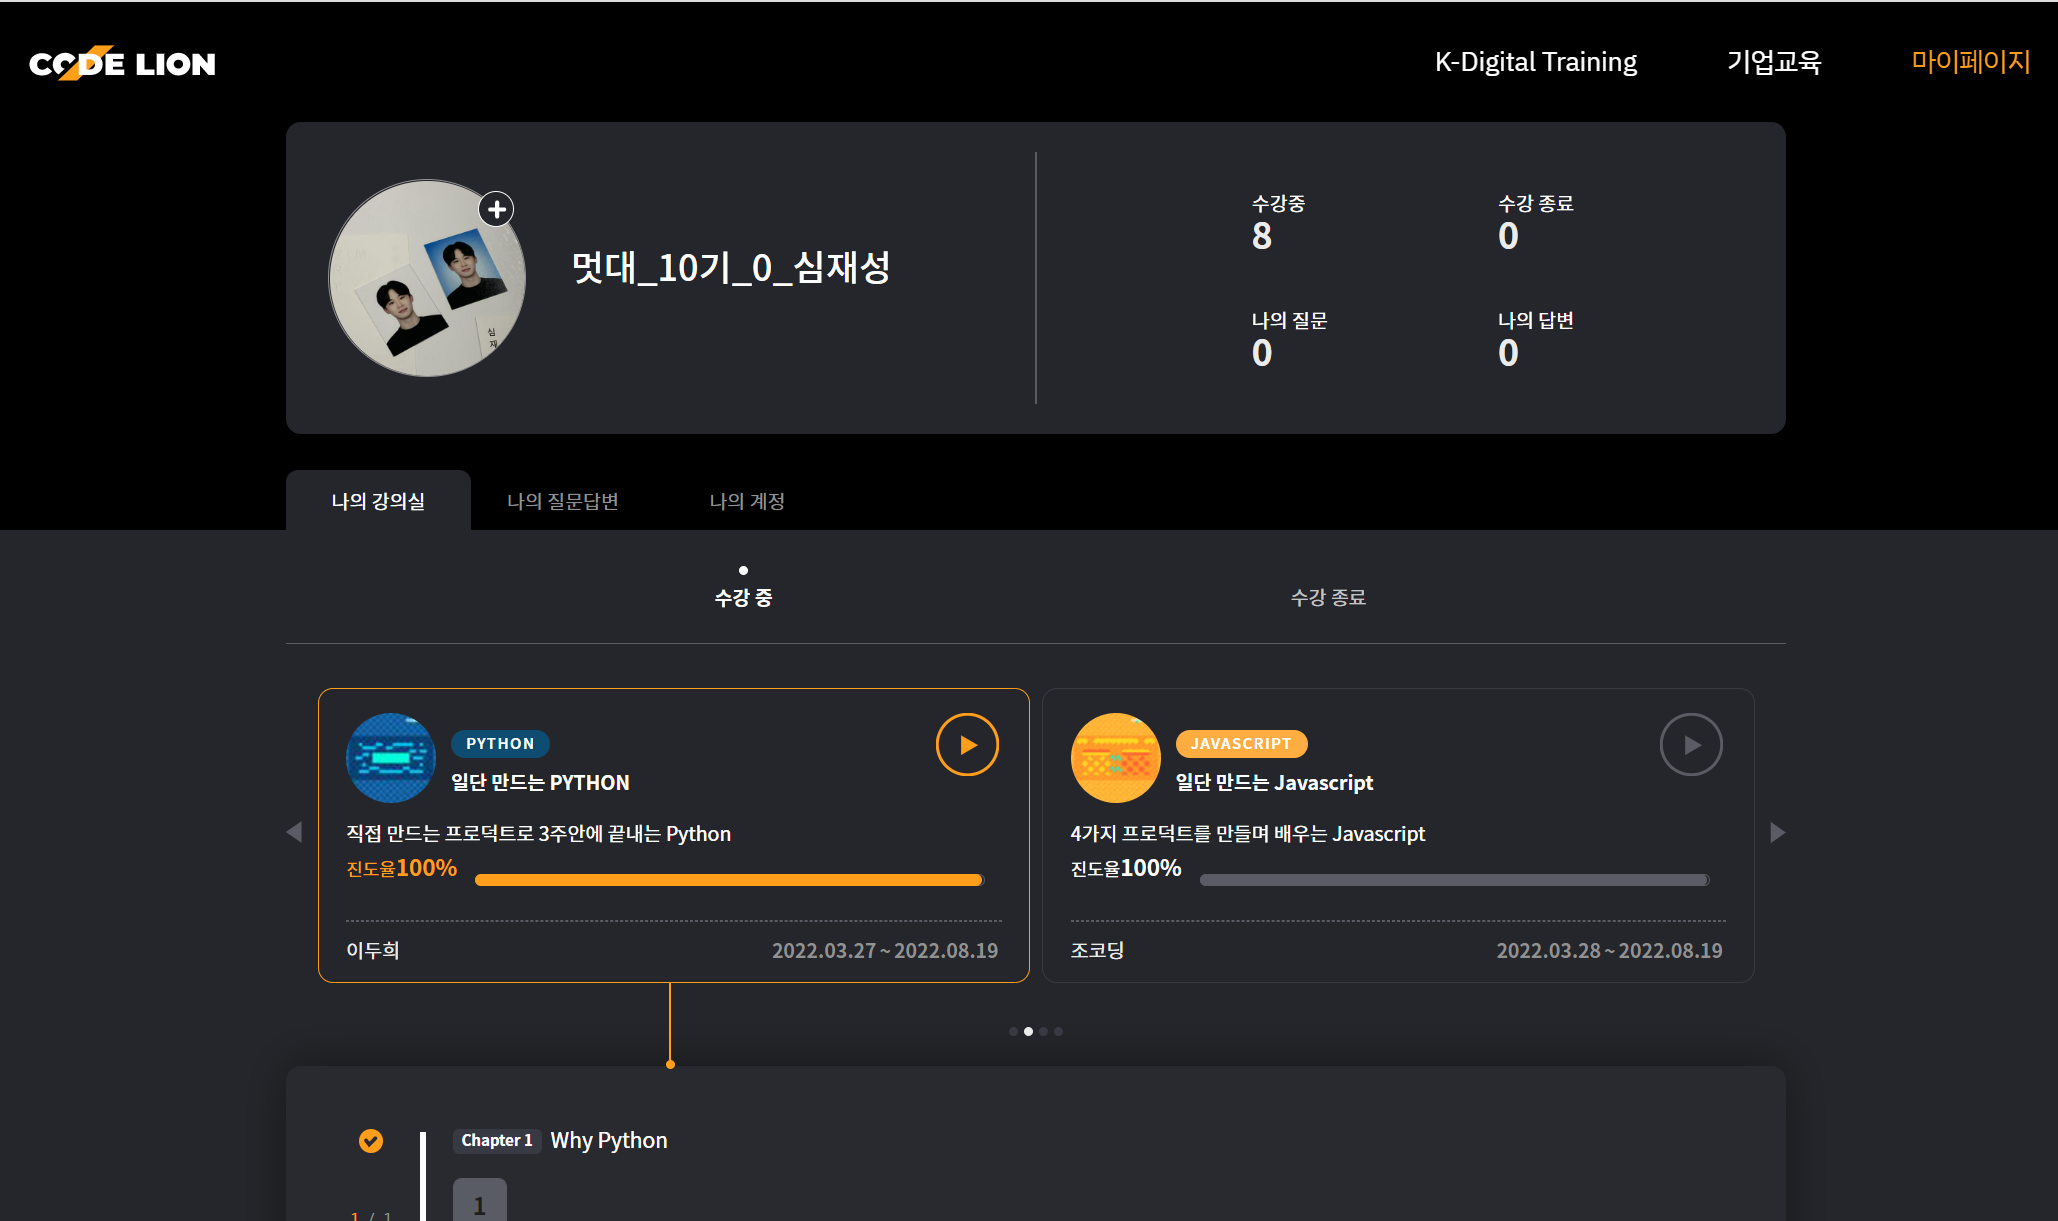 CODE LION
K-Digital Training
기업교육
마이페이지
심
재
멋대_10기_0_심재성
수강중
8
수강 종료
0
나의 질문
0
나의 답변
0
나의 강의실
나의 질문답변
나의 계정
수강 중
수강 종료
PYTHON
일단 만드는 PYTHON
직접 만드는 프로덕트로 3주안에 끝내는 Python
진도율100%
이두희
2022.03.27 ~ 2022.08.19
JAVASCRIPT
일단 만드는 Javascript
4가지 프로덕트를 만들며 배우는 Javascript
진도율100%
조코딩
2022.03.28 ~ 2022.08.19
Chapter 1 Why Python
1
1 / 1